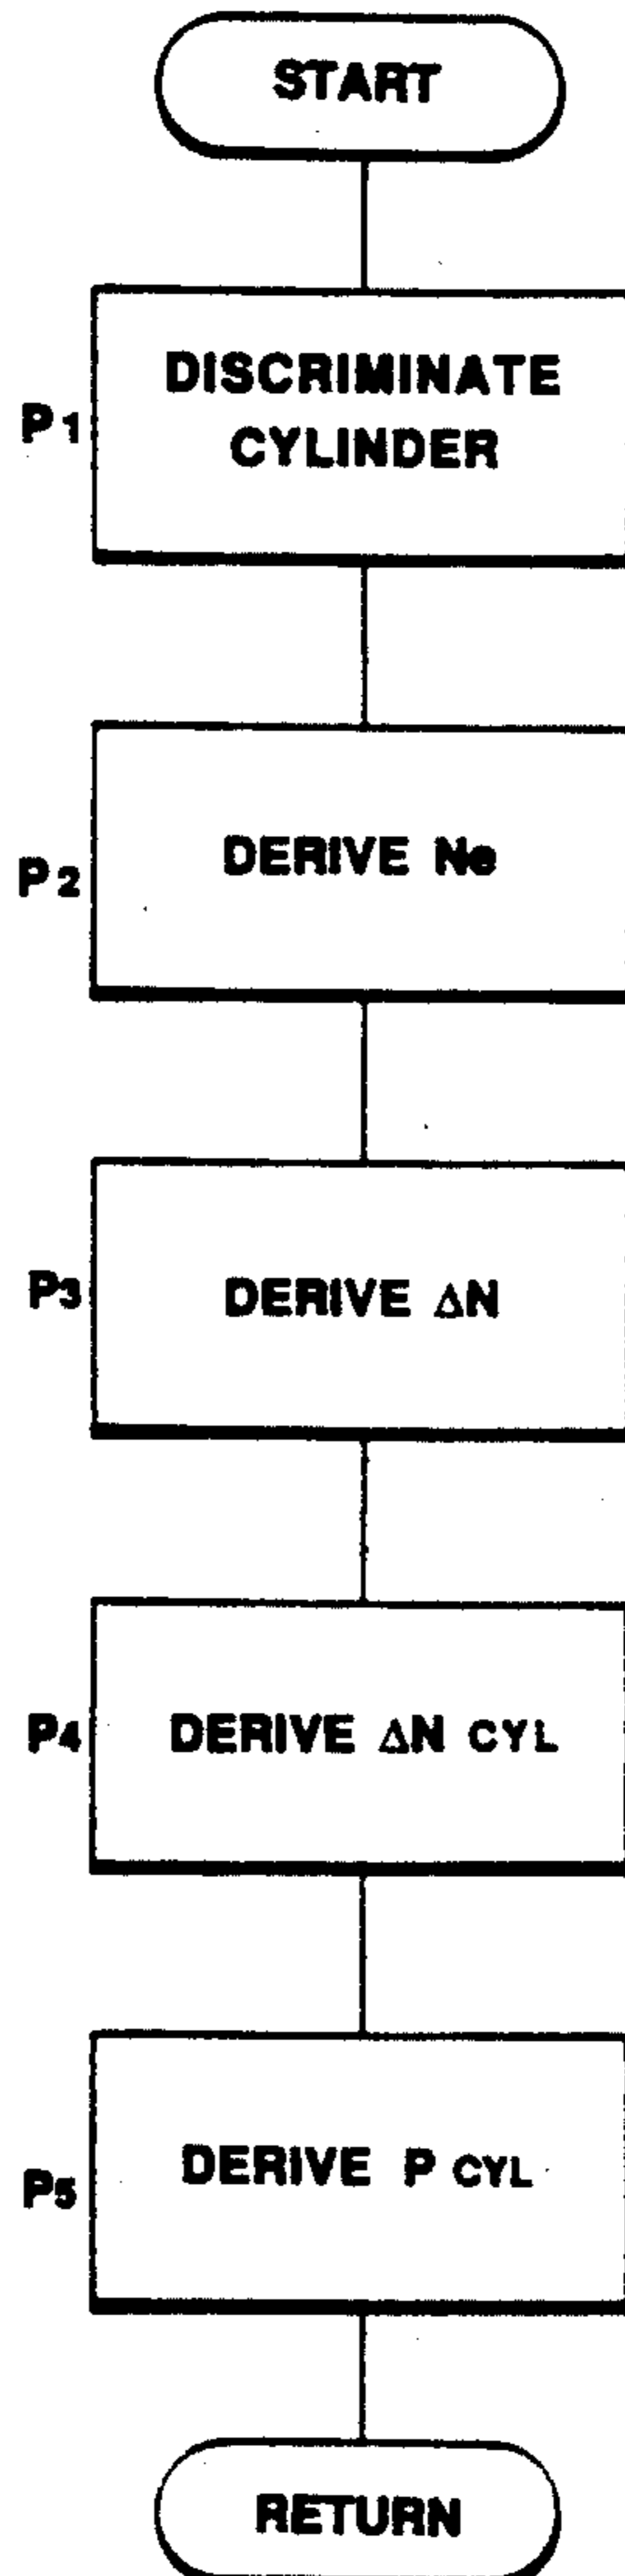 START
P1
DISCRIMINATE
CYLINDER
P2
DERIVE Ne
P3
DERIVE ΔN
P4
DERIVE ΔN CYL
P5
DERIVE P CYL
RETURN